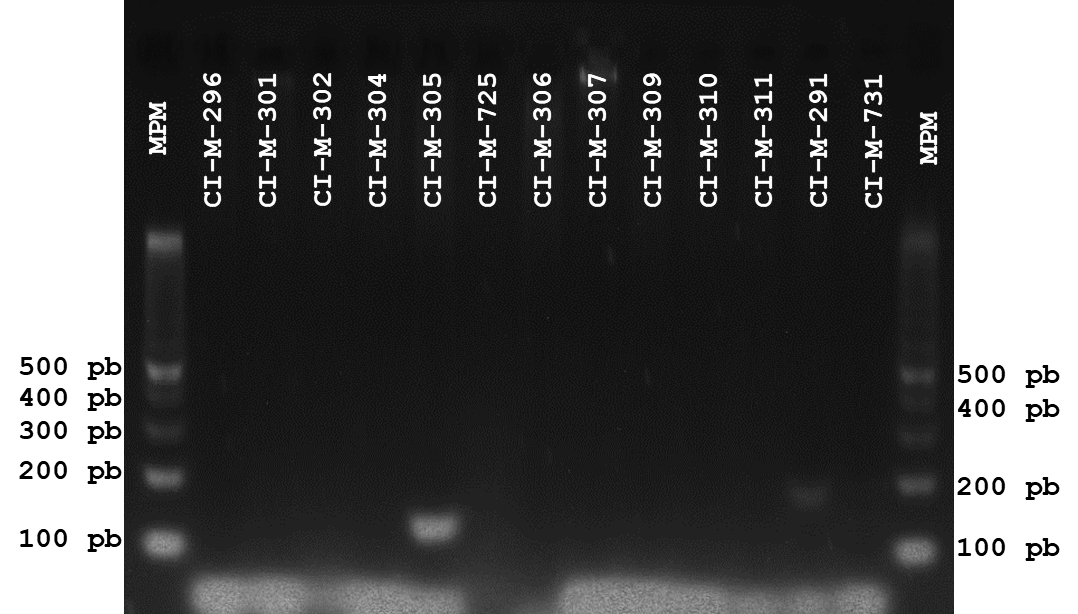 MPM
CI-M-296
CI-M-301
CI-M-302
CI-M-304
CI-M-305
CI-M-725
CI-M-306
CI-M-307
CI-M-309
CI-M-310
CI-M-311
CI-M-291
CI-M-731
MPM
500 pb
400 pb
300 pb
200 pb
100 pb
500 pb
400 pb
200 pb
100 pb